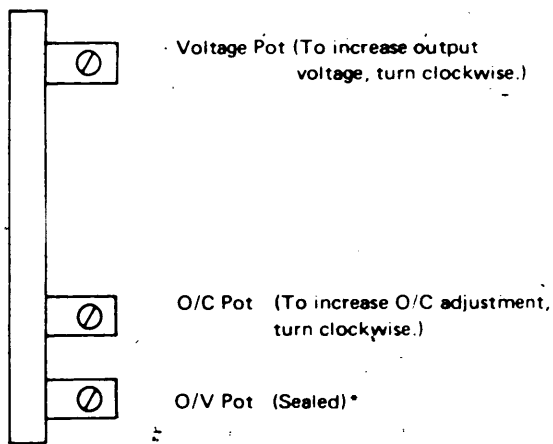 Voltage Pot (To increase output
voltage, turn clockwise.)
O/C Pot (To increase O/C adjustment,
turn clockwise.)
O/V Pot (Sealed)*